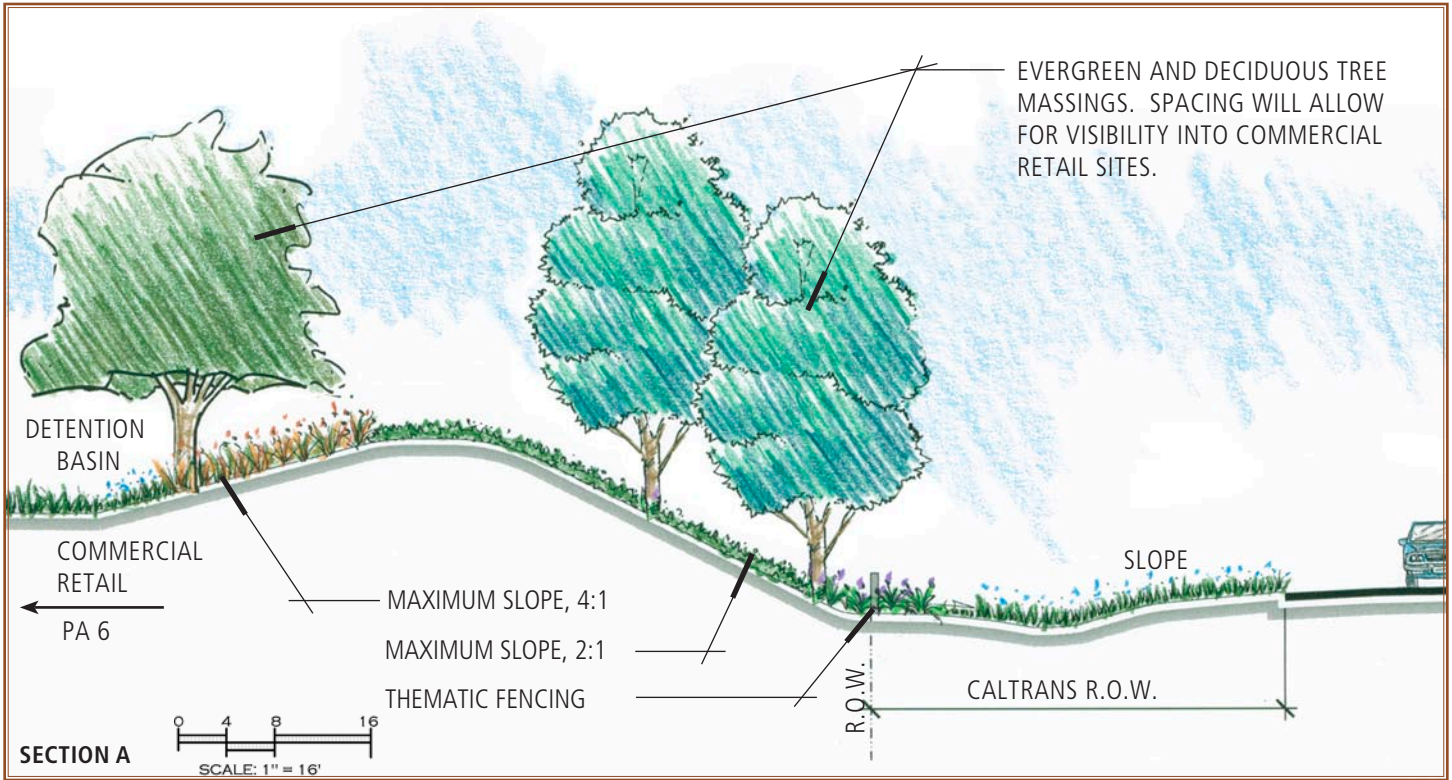 EVERGREEN AND DECIDUOUS TREE
MASSINGS. SPACING WILL ALLOW
FOR VISIBILITY INTO COMMERCIAL
RETAIL SITES.
DETENTION
BASIN
COMMERCIAL
RETAIL
PA 6
SLOPE
MAXIMUM SLOPE, 4:1
MAXIMUM SLOPE, 2:1
THEMATIC FENCING
R.O.W.
CALTRANS R.O.W.
0 4 8 16
SCALE: 1" = 16'
SECTION A